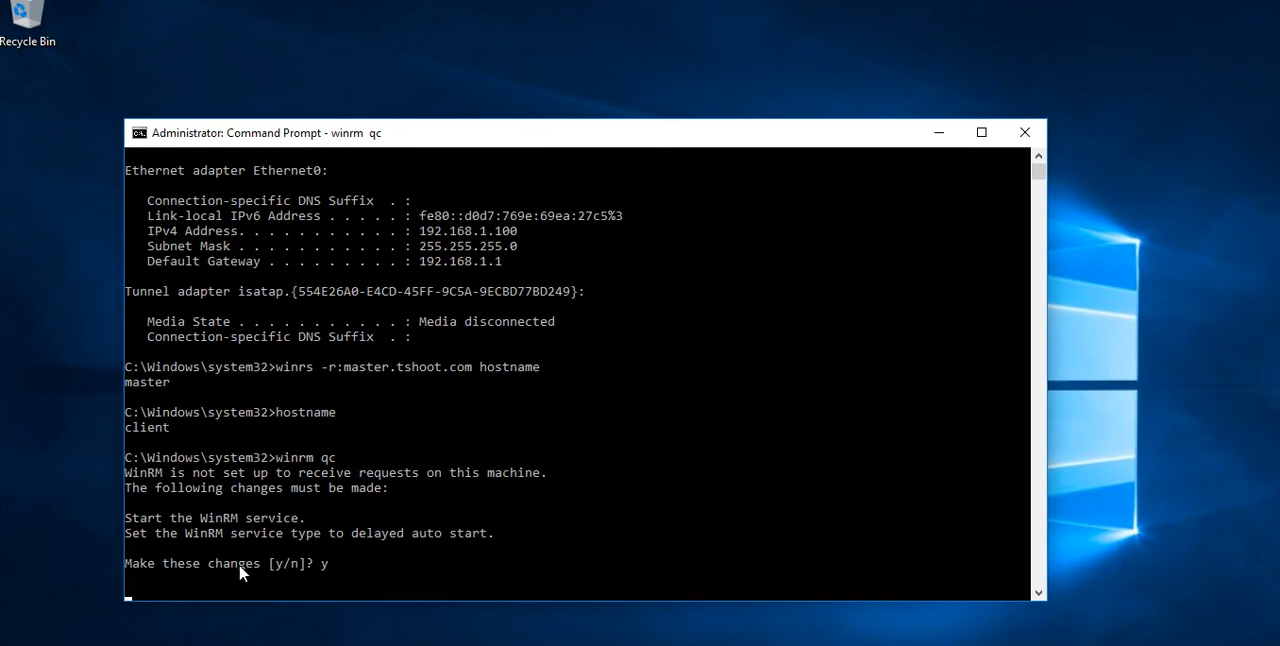 Recycle Bin
Administrator: Command Prompt - winrm  qc
Ethernet adapter Ethernet0:
Connection-specific DNS Suffix  . :
Link-local IPv6 Address . . . . . : fe80::d0d7:769e:69ea:27c5%3
IPv4 Address. . . . . . . . . . . : 192.168.1.100
Subnet Mask . . . . . . . . . . . : 255.255.255.0
Default Gateway . . . . . . . . . : 192.168.1.1
Tunnel adapter isatap.{554E26A0-E4CD-45FF-9C5A-9ECBD77BD249}:
Media State . . . . . . . . . . . : Media disconnected
Connection-specific DNS Suffix  . :
C:\Windows\system32>winrs -r:master.tshoot.com hostname
master
C:\Windows\system32>hostname
client
C:\Windows\system32>winrm qc
WinRM is not set up to receive requests on this machine.
The following changes must be made:
Start the WinRM service.
Set the WinRM service type to delayed auto start.
Make these changes [y/n]? y